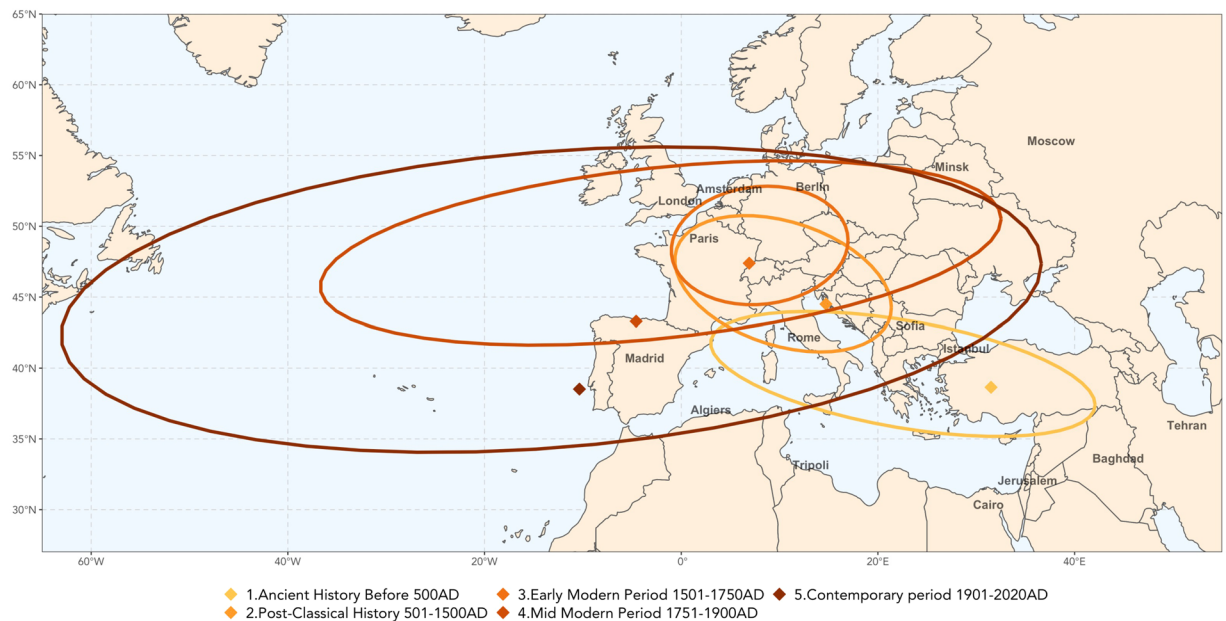 65°N
60°N
Moscow
55°N
Minsk
Amsterdam
Berlin
London
50°N
Paris
45°N
Sofia
Rome
Istanbul
Madrid
40°N
Algiers
Tehran
35°N
Baghdad
Tripoli
Jerusalem
Cairo
30°N
60°W 40°W 20°W 0° 20°E 40°E
1.Ancient History Before 500AD 3.Early Modern Period 1501-1750AD 5.Contemporary period 1901-2020AD
2.Post-Classical History 501-1500AD 4.Mid Modern Period 1751-1900AD